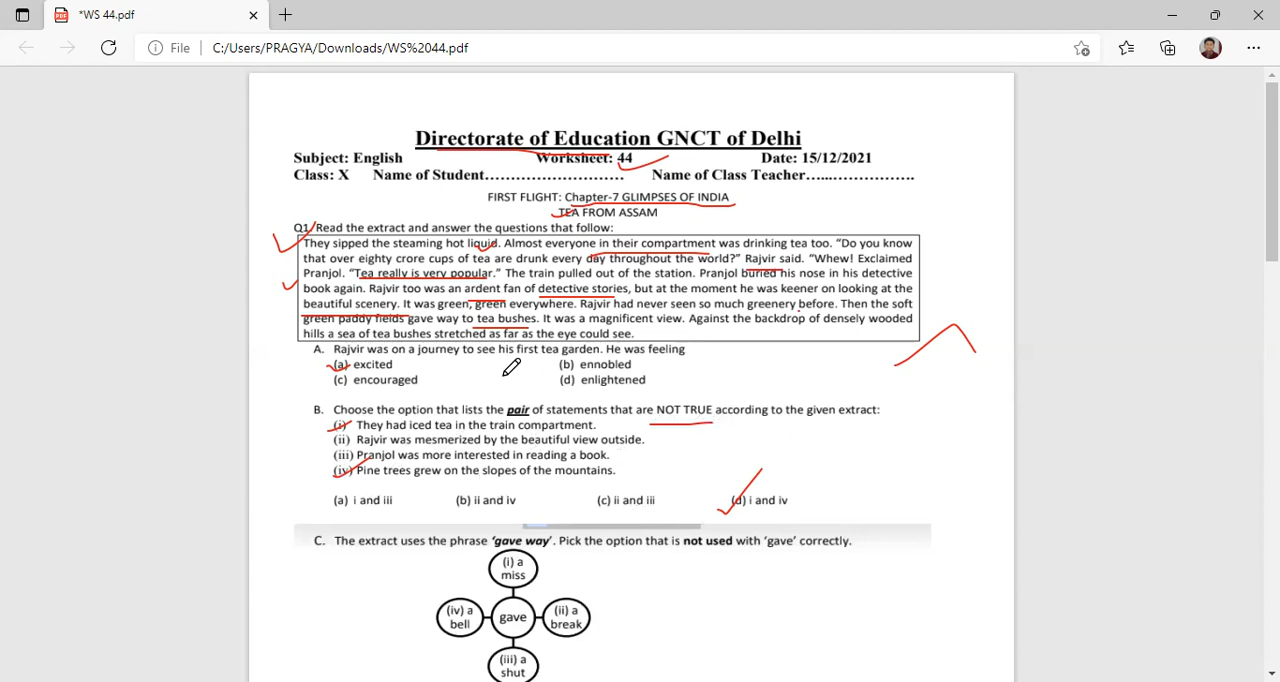 *WS 44.pdf
File C:/Users/PRAGYA/Downloads/WS%2044.pdf
Directorate of Education GNCT of Delhi
Subject: English Worksheet: 44 Date: 15/12/2021
Class: X Name of Student……………………… Name of Class Teacher…...…………….
FIRST FLIGHT: Chapter-7 GLIMPSES OF INDIA
TEA FROM ASSAM
Q1 Read the extract and answer the questions that follow:
They sipped the steaming hot liquid. Almost everyone in their compartment was drinking tea too. “Do you know
that over eighty crore cups of tea are drunk every day throughout the world?” Rajvir said. “Whew! Exclaimed
Pranjol. “Tea really is very popular.” The train pulled out of the station. Pranjol buried his nose in his detective
book again. Rajvir too was an ardent fan of detective stories, but at the moment he was keener on looking at the
beautiful scenery. It was green, green everywhere. Rajvir had never seen so much greenery before. Then the soft
green paddy fields gave way to tea bushes. It was a magnificent view. Against the backdrop of densely wooded
hills a sea of tea bushes stretched as far as the eye could see.
A. Rajvir was on a journey to see his first tea garden. He was feeling
(a) excited (b) ennobled
(c) encouraged (d) enlightened
B. Choose the option that lists the pair of statements that are NOT TRUE according to the given extract:
(i) They had iced tea in the train compartment.
(ii) Rajvir was mesmerized by the beautiful view outside.
(iii) Pranjol was more interested in reading a book.
(iv) Pine trees grew on the slopes of the mountains.
(a) i and iii (b) ii and iv (c) ii and iii (d) i and iv
C. The extract uses the phrase ‘gave way’. Pick the option that is not used with ‘gave’ correctly.
(i) a
miss
(iv) a
bell
gave
(ii) a
break
(iii) a
shut